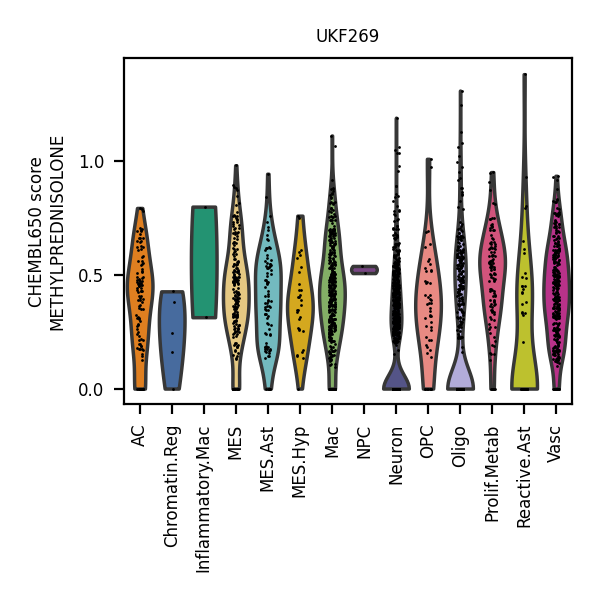 UKF269
CHEMBL650 score
METHYLPREDNISOLONE
1.0
0.5
0.0
AC
Chromatin.Reg
Inflammatory.Mac
MES
MES.Ast
MES.Hyp
Mac
NPC
Neuron
OPC
Oligo
Prolif.Metab
Reactive.Ast
Vasc